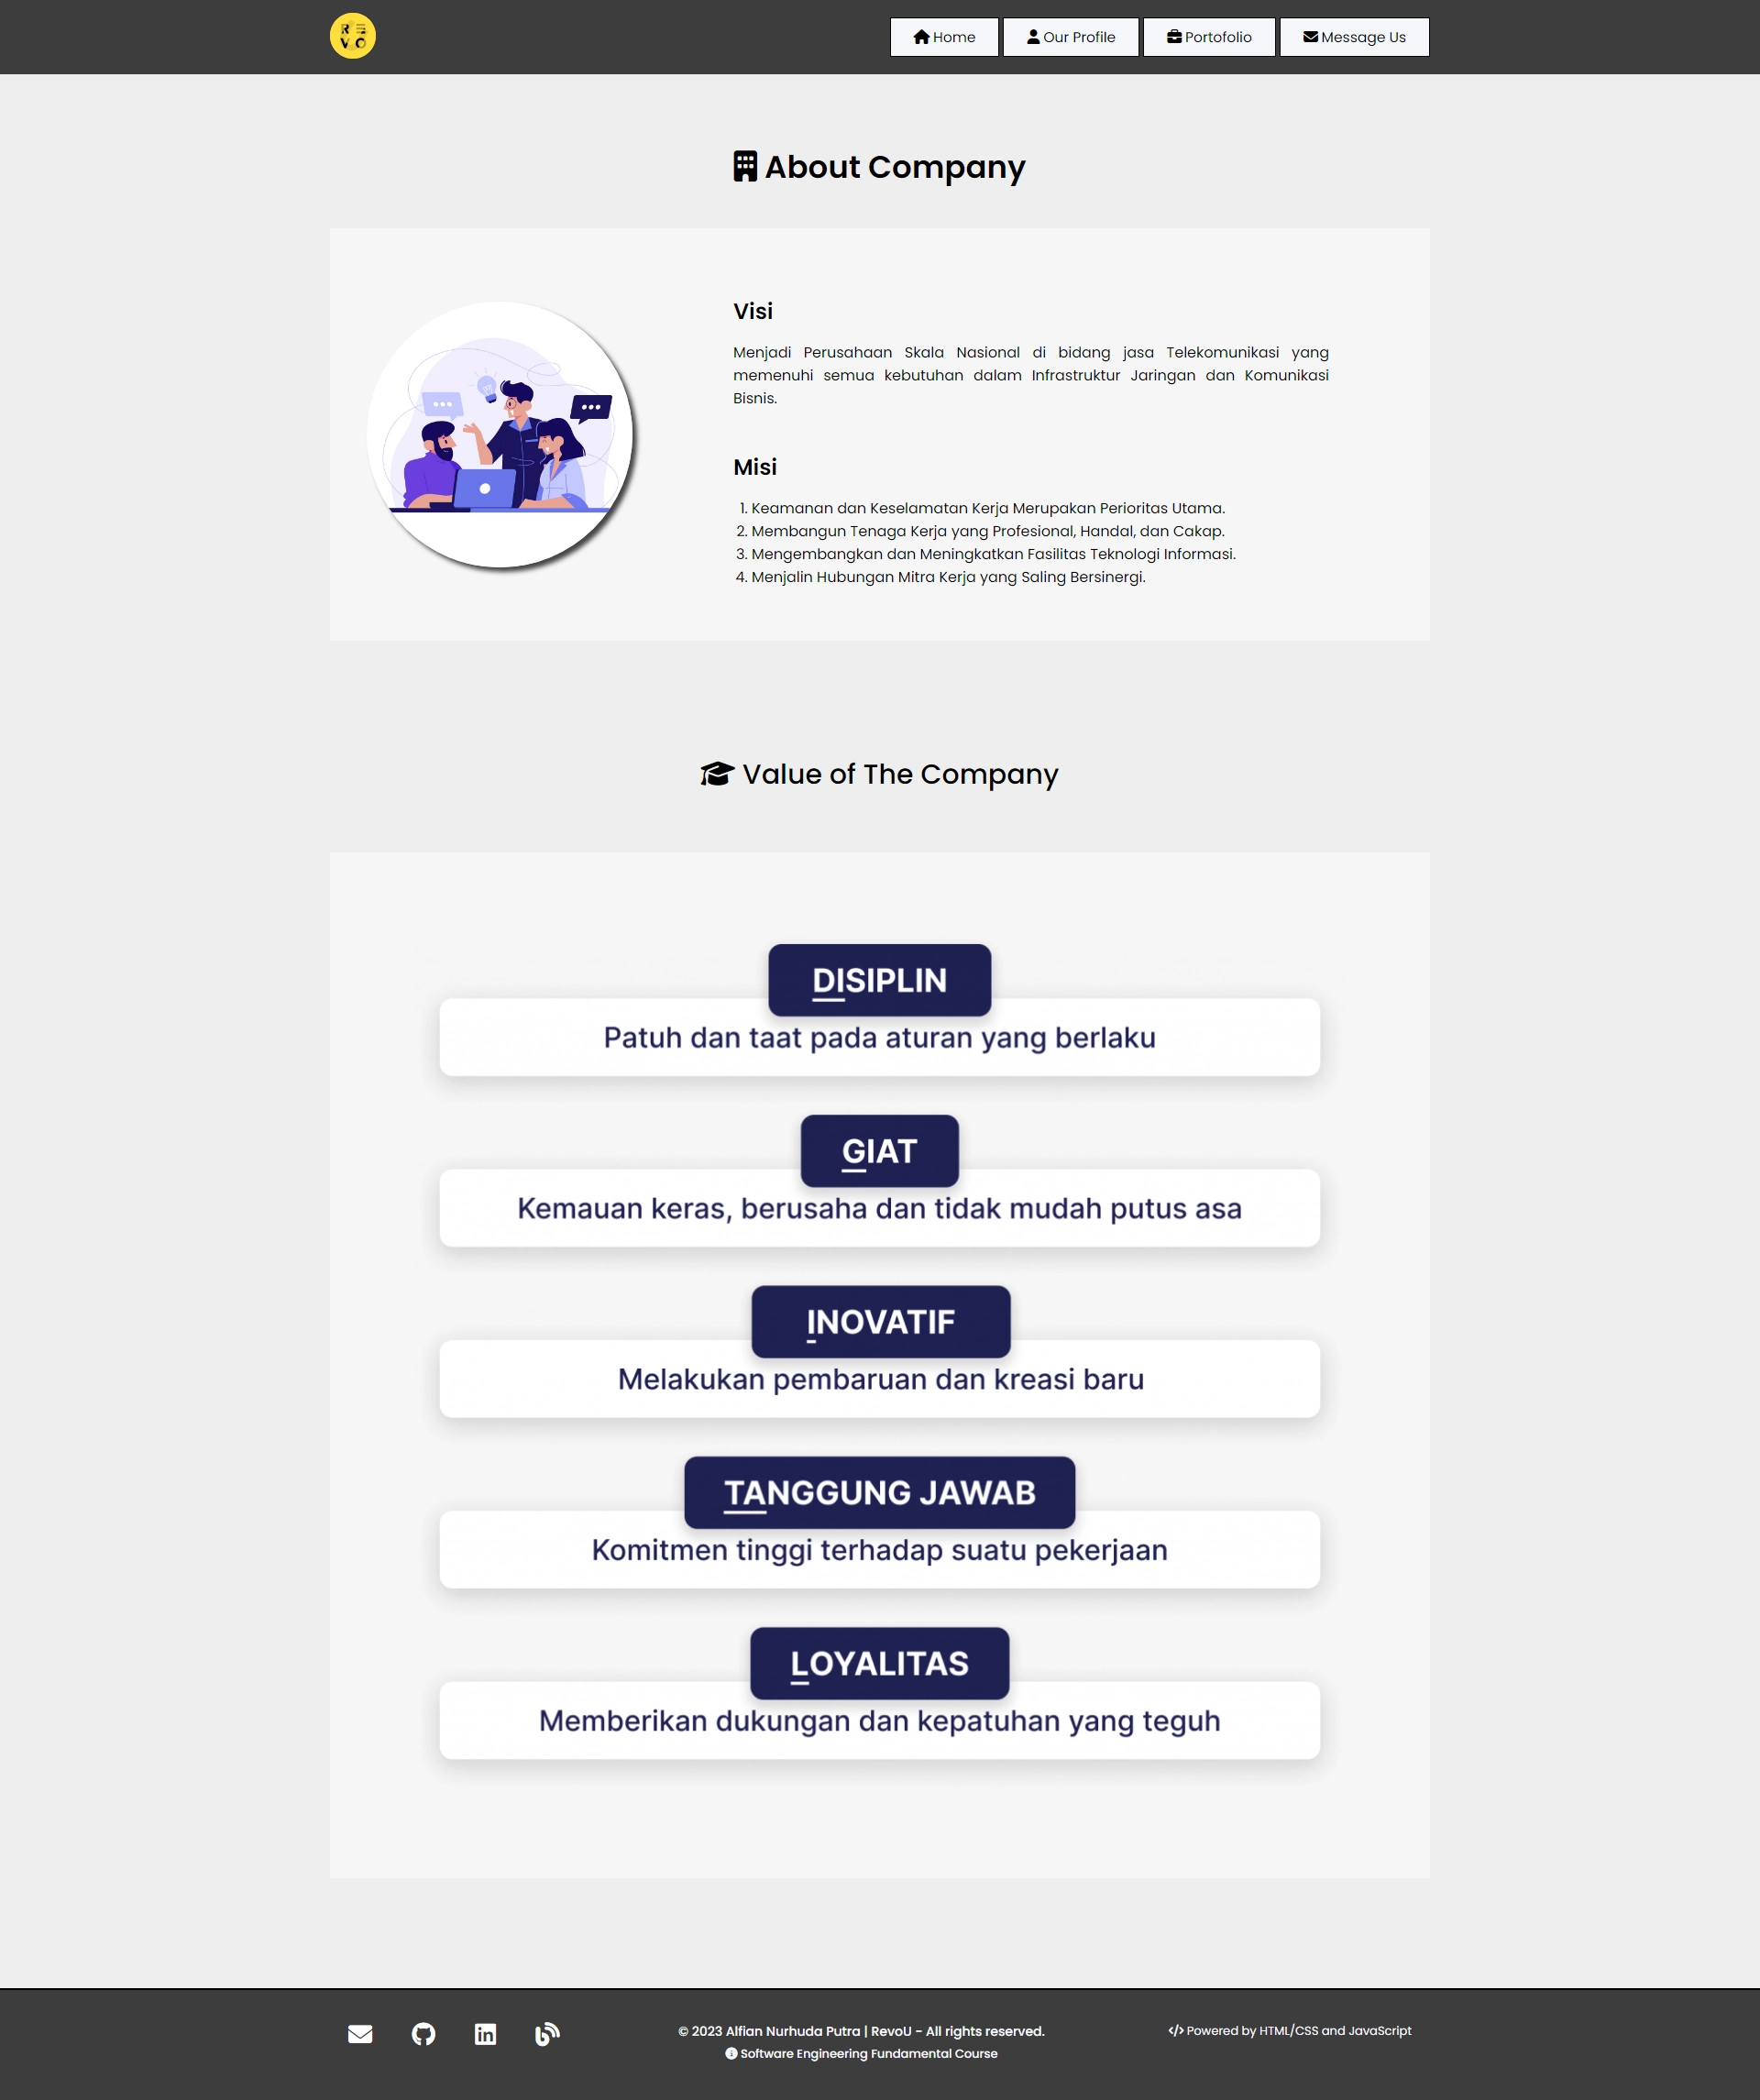 REVO
Home
Our Profile
Portofolio
Message Us
About Company
Visi
Menjadi Perusahaan Skala Nasional di bidang jasa Telekomunikasi yang
memenuhi semua kebutuhan dalam Infrastruktur Jaringan dan Komunikasi
Bisnis.
Misi
1. Keamanan dan Keselamatan Kerja Merupakan Perioritas Utama.
2. Membangun Tenaga Kerja yang Profesional, Handal, dan Cakap.
3. Mengembangkan dan Meningkatkan Fasilitas Teknologi Informasi.
4. Menjalin Hubungan Mitra Kerja yang Saling Bersinergi.
Value of The Company
DISIPLIN
Patuh dan taat pada aturan yang berlaku
GIAT
Kemauan keras, berusaha dan tidak mudah putus asa
INOVATIF
Melakukan pembaruan dan kreasi baru
TANGGUNG JAWAB
Komitmen tinggi terhadap suatu pekerjaan
LOYALITAS
Memberikan dukungan dan kepatuhan yang teguh
© 2023 Alfian Nurhuda Putra | RevoU - All rights reserved.
Software Engineering Fundamental Course
</> Powered by HTML/CSS and JavaScript